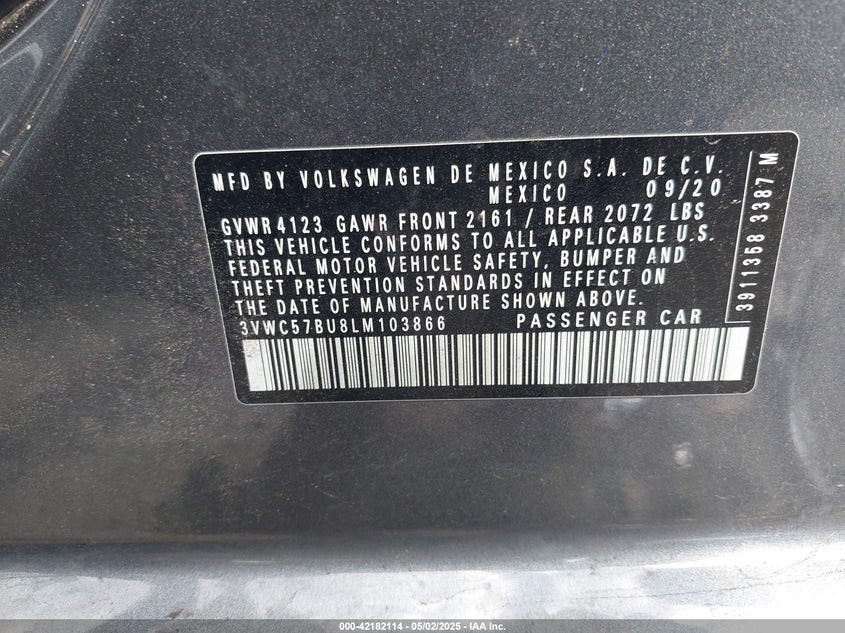 MFD BY VOLKSWAGEN DE MEXICO S.A. DE C.V.
MEXICO 09/20
GVWR 4123 GAWR FRONT 2161 / REAR 2072 LBS
THIS VEHICLE CONFORMS TO ALL APPLICABLE U.S.
FEDERAL MOTOR VEHICLE SAFETY, BUMPER AND
THEFT PREVENTION STANDARDS IN EFFECT ON
THE DATE OF MANUFACTURE SHOWN ABOVE.
3VWC57BU8LM103866 PASSENGER CAR
3911358 3387 M
000-42182114 - 05/02/2025 - IAA Inc.